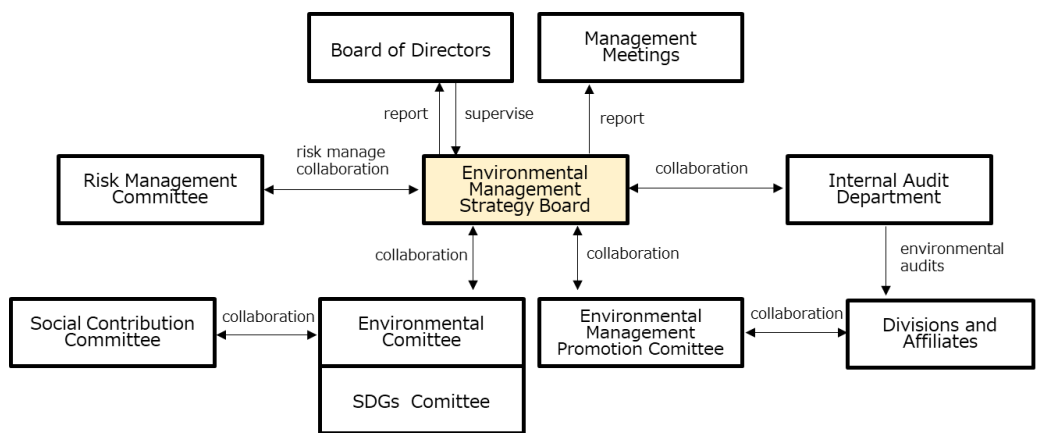 Board of Directors
Management
Meetings
report
supervise
report
risk manage
collaboration
Risk Management
Committee
Environmental
Management
Strategy Board
collaboration
Internal Audit
Department
collaboration
collaboration
environmental
audits
Social Contribution
Committee
collaboration
Environmental
Comittee
Environmental
Management
Promotion Comittee
collaboration
Divisions and
Affiliates
SDGs Comittee